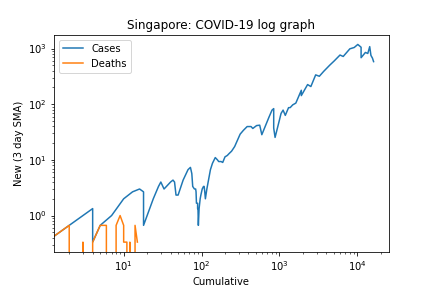 Singapore: COVID-19 log graph
Cases
Deaths
New (3 day SMA)
10³
10²
10¹
10⁰
10¹ 10² 10³ 10⁴
Cumulative